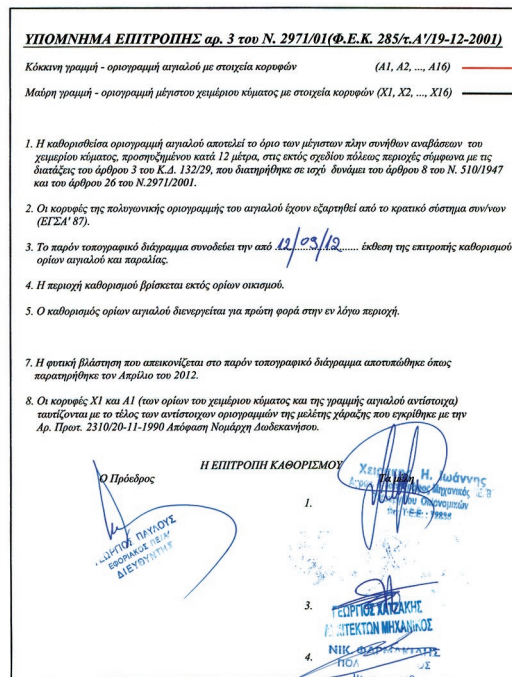 ΥΠΟΜΝΗΜΑ ΕΠΙΤΡΟΠΗΣ αρ. 3 του Ν. 2971/01(Φ.Ε.Κ. 285/τ.Α'/19-12-2001)
Κόκκινη γραμμή - οριογραμμή αιγιαλού με στοιχεία κορυφών (Α1, Α2, ..., Α16)
Μαύρη γραμμή - οριογραμμή μέγιστου χειμέριου κύματος με στοιχεία κορυφών (Χ1, Χ2, ..., Χ16)
1. Η καθορισθείσα οριογραμμή αιγιαλού αποτελεί το όριο των μέγιστων πλην συνήθων αναβάσεων του
χειμερίου κύματος, προσηυξημένου κατά 12 μέτρα, στις εκτός σχεδίου πόλεως περιοχές σύμφωνα με τις
διατάξεις του άρθρου 3 του Κ.Δ. 132/29, που διατηρήθηκε σε ισχύ δυνάμει του άρθρου 8 του Ν. 510/1947
και του άρθρου 26 του Ν.2971/2001.
2. Οι κορυφές της πολυγωνικής οριογραμμής του αιγιαλού έχουν εξαρτηθεί από το κρατικό σύστημα συν/νων
(ΕΓΣΑ' 87).
3. Το παρόν τοπογραφικό διάγραμμα συνοδεύει την από 12/09/12 έκθεση της επιτροπής καθορισμού
ορίων αιγιαλού και παραλίας.
4. Η περιοχή καθορισμού βρίσκεται εκτός ορίων οικισμού.
5. Ο καθορισμός ορίων αιγιαλού διενεργείται για πρώτη φορά στην εν λόγω περιοχή.
7. Η φυτική βλάστηση που απεικονίζεται στο παρόν τοπογραφικό διάγραμμα αποτυπώθηκε όπως
παρατηρήθηκε τον Απρίλιο του 2012.
8. Οι κορυφές Χ1 και Α1 (των ορίων του χειμέριου κύματος και της γραμμής αιγιαλού αντίστοιχα)
ταυτίζονται με το τέλος των αντίστοιχων οριογραμμών της μελέτης χάραξης που εγκρίθηκε με την
Αρ. Πρωτ. 2310/20-11-1990 Απόφαση Νομάρχη Δωδεκανήσου.
Η ΕΠΙΤΡΟΠΗ ΚΑΘΟΡΙΣΜΟΥ
Ο Πρόεδρος Τα μέλη
Η. Ιωάννης
Μηχανικός
Οικονομικών
Τ.Ε.Ε.
1.
ΠΑΥΛΟΥΣ
ΕΦΟΡΙΑΚΟΣ
ΔΙΕΥΘΥΝΤΗΣ
3. ΓΕΩΡΓΙΟΣ ΧΑΤΖΑΚΗΣ
ΜΗΧΑΝΙΚΟΣ
4. ΝΙΚ.